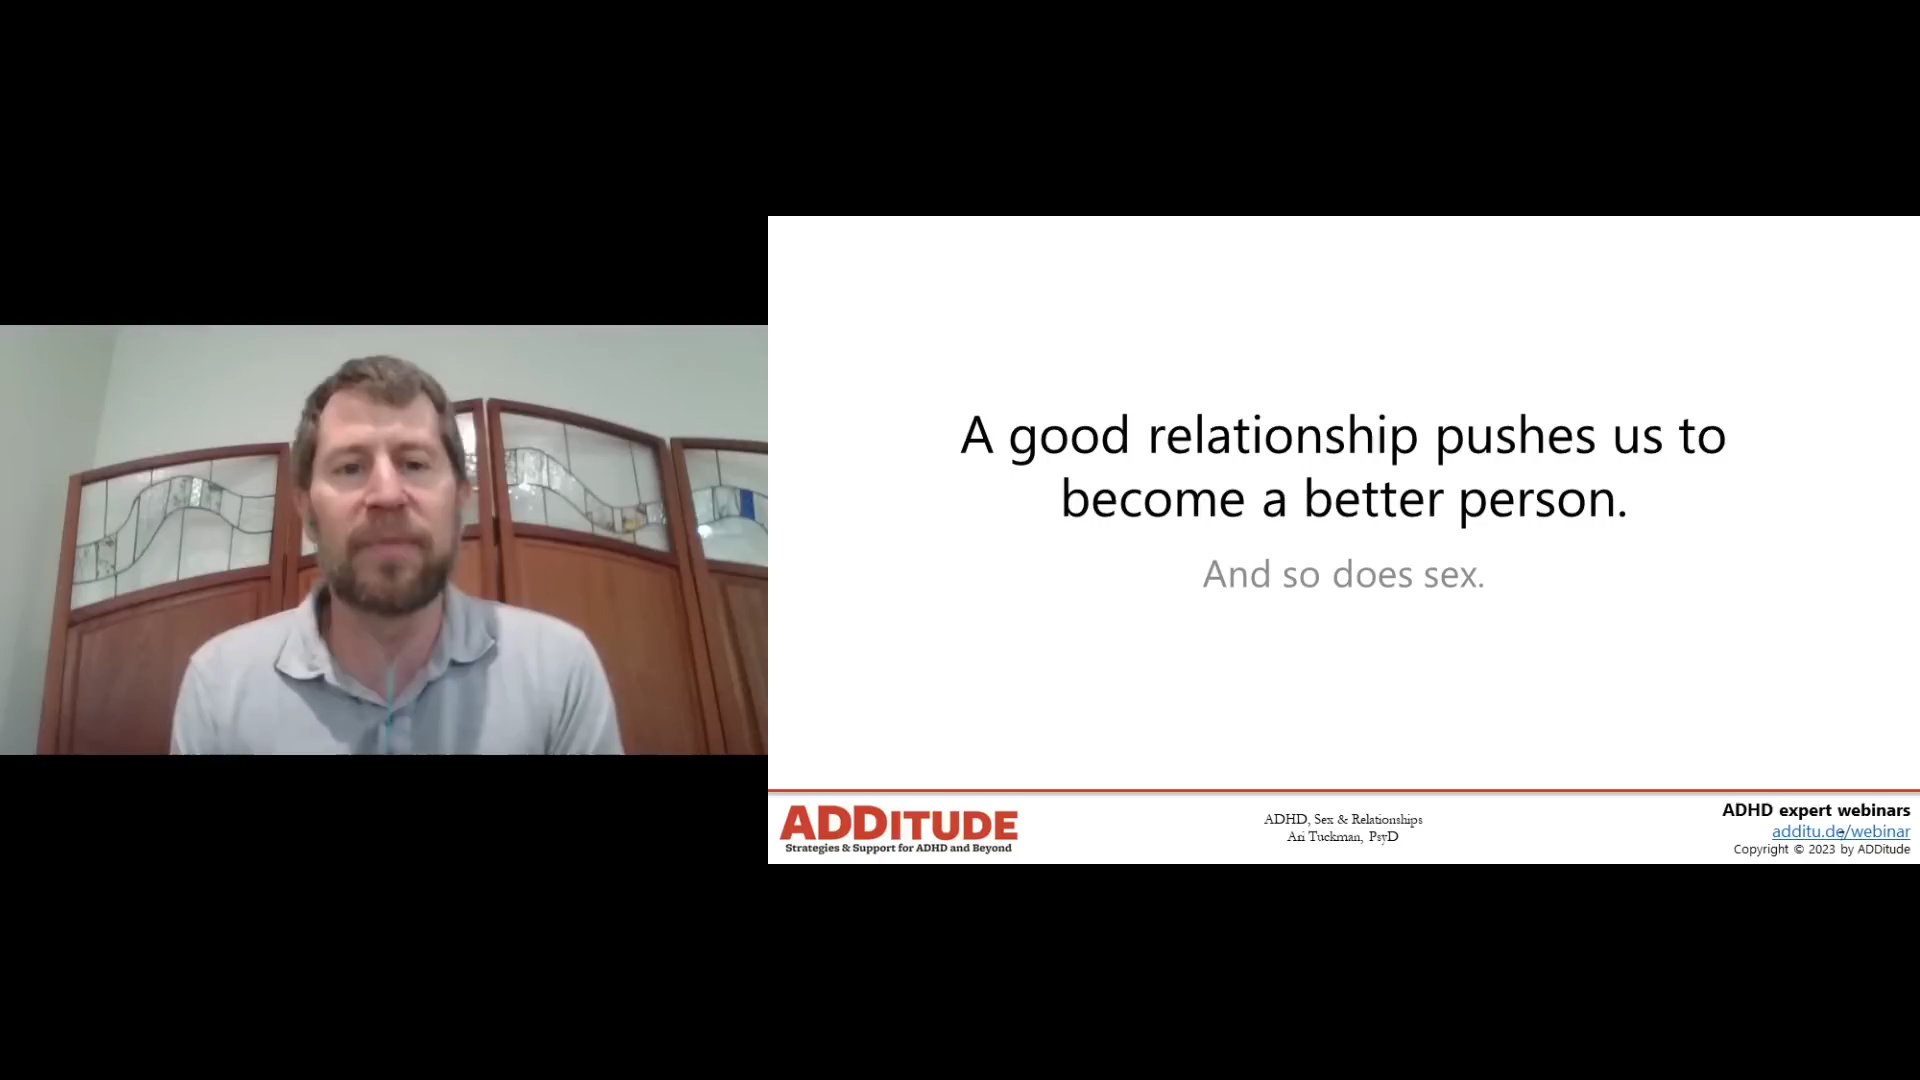 A good relationship pushes us to
become a better person.
And so does sex.
ADDITUDE
Strategies & Support for ADHD and Beyond
ADHD, Sex & Relationships
Ari Tuckman, PsyD
ADHD expert webinars
additu.de/webinar
Copyright © 2023 by ADDitude